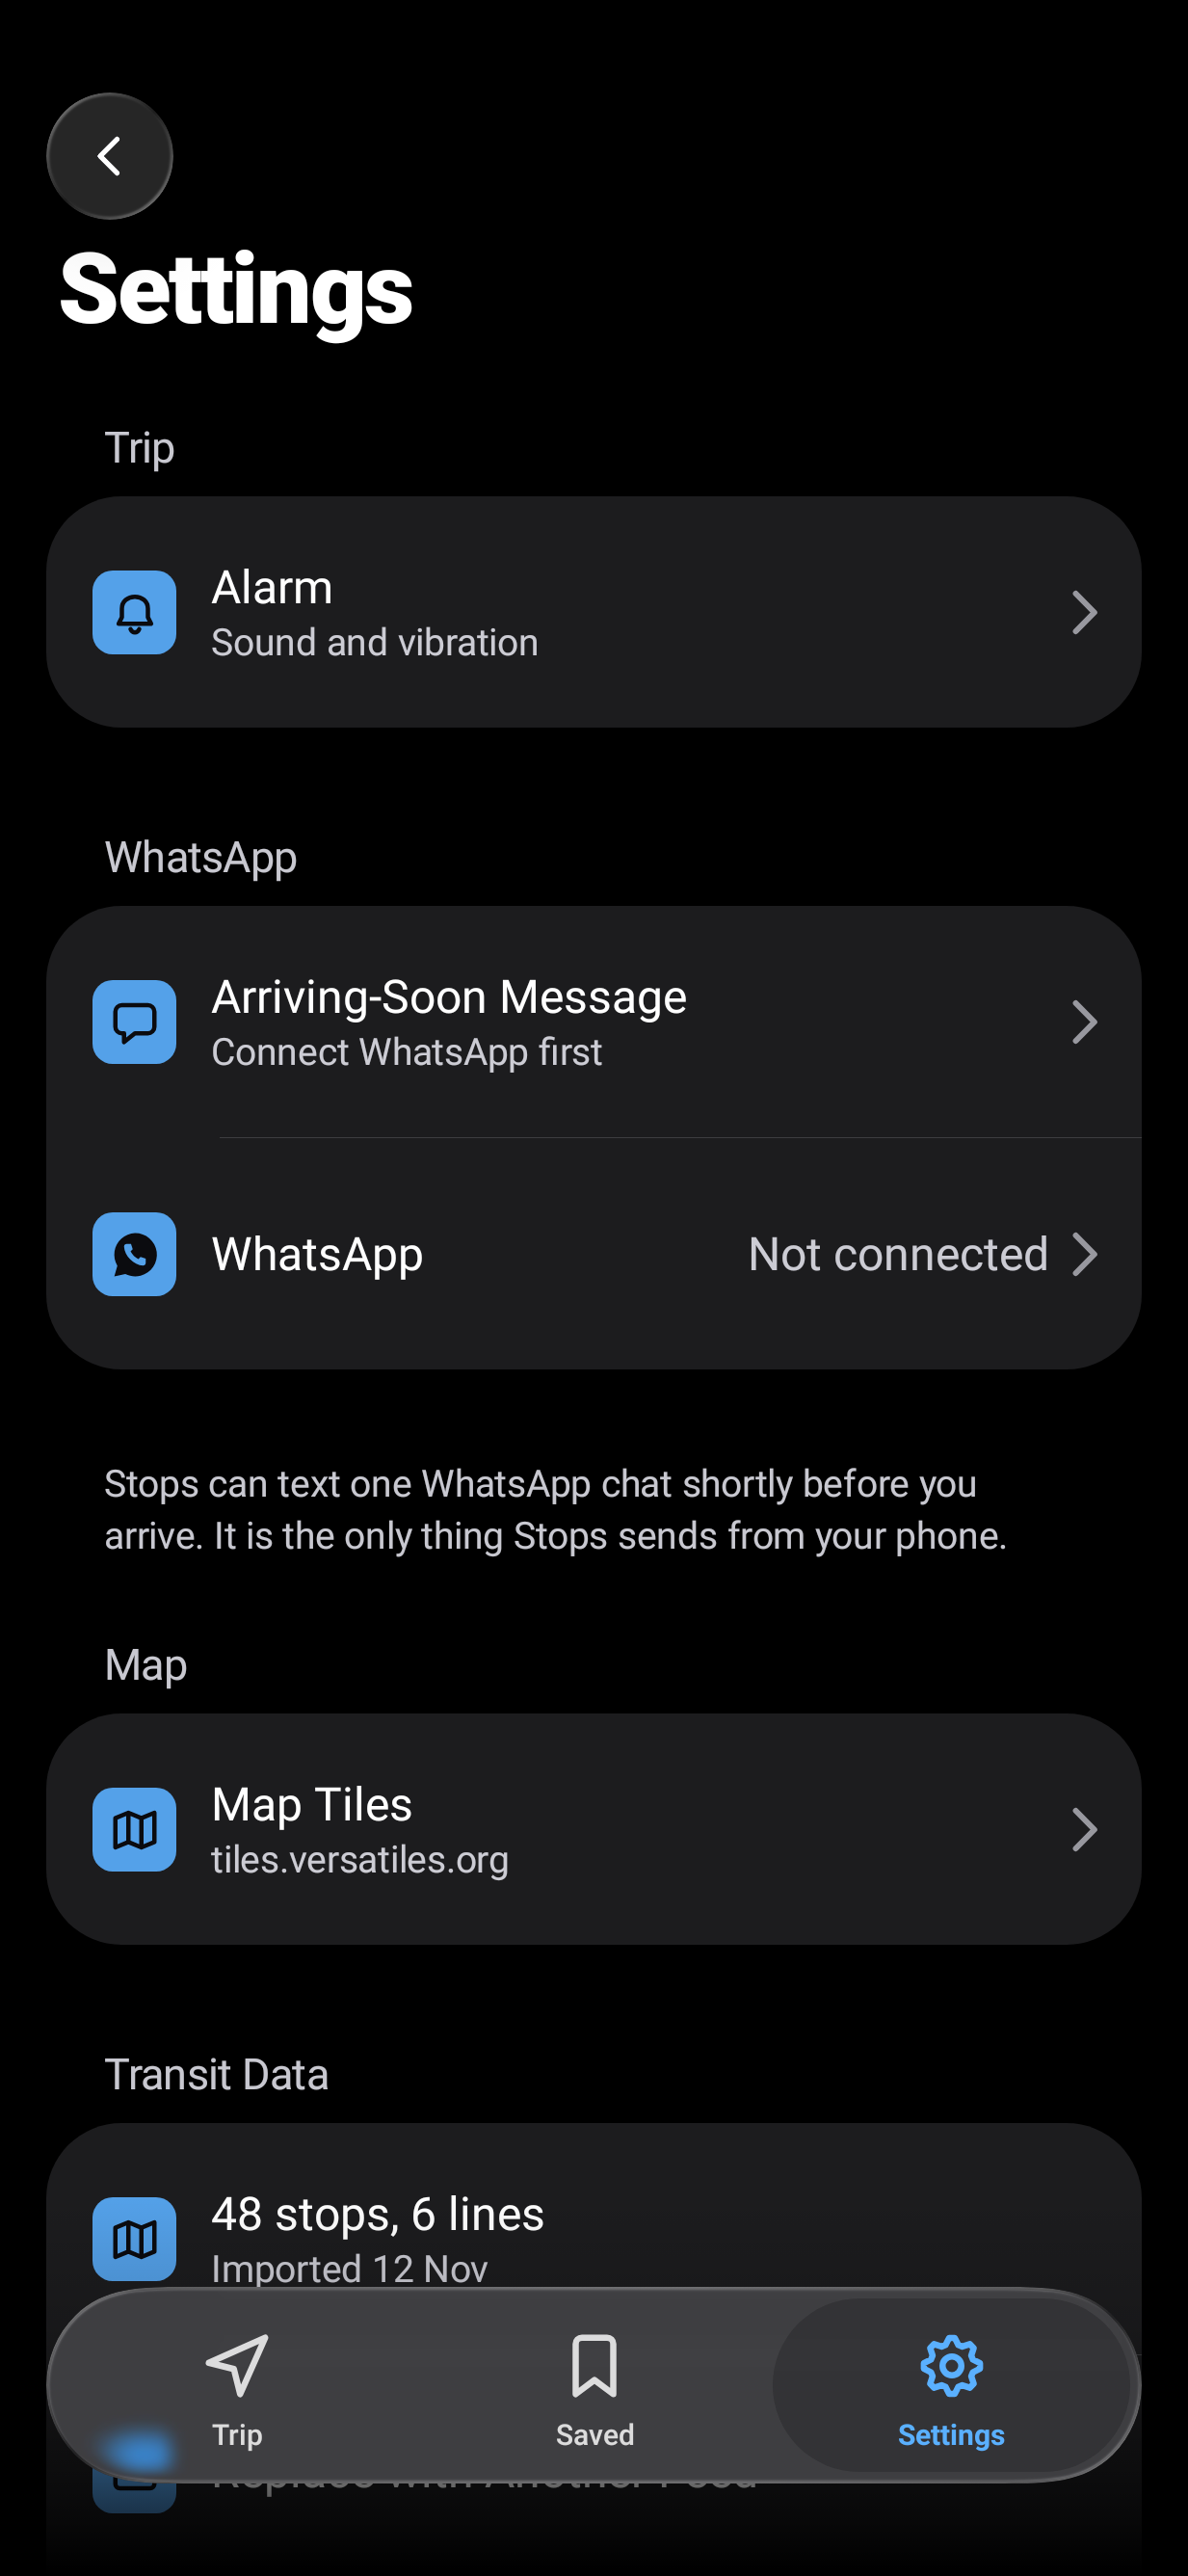 Settings
Trip
Alarm
Sound and vibration
WhatsApp
Arriving-Soon Message
Connect WhatsApp first
WhatsApp
Not connected
Stops can text one WhatsApp chat shortly before you
arrive. It is the only thing Stops sends from your phone.
Map
Map Tiles
tiles.versatiles.org
Transit Data
48 stops, 6 lines
Imported 12 Nov
Trip
Saved
Settings